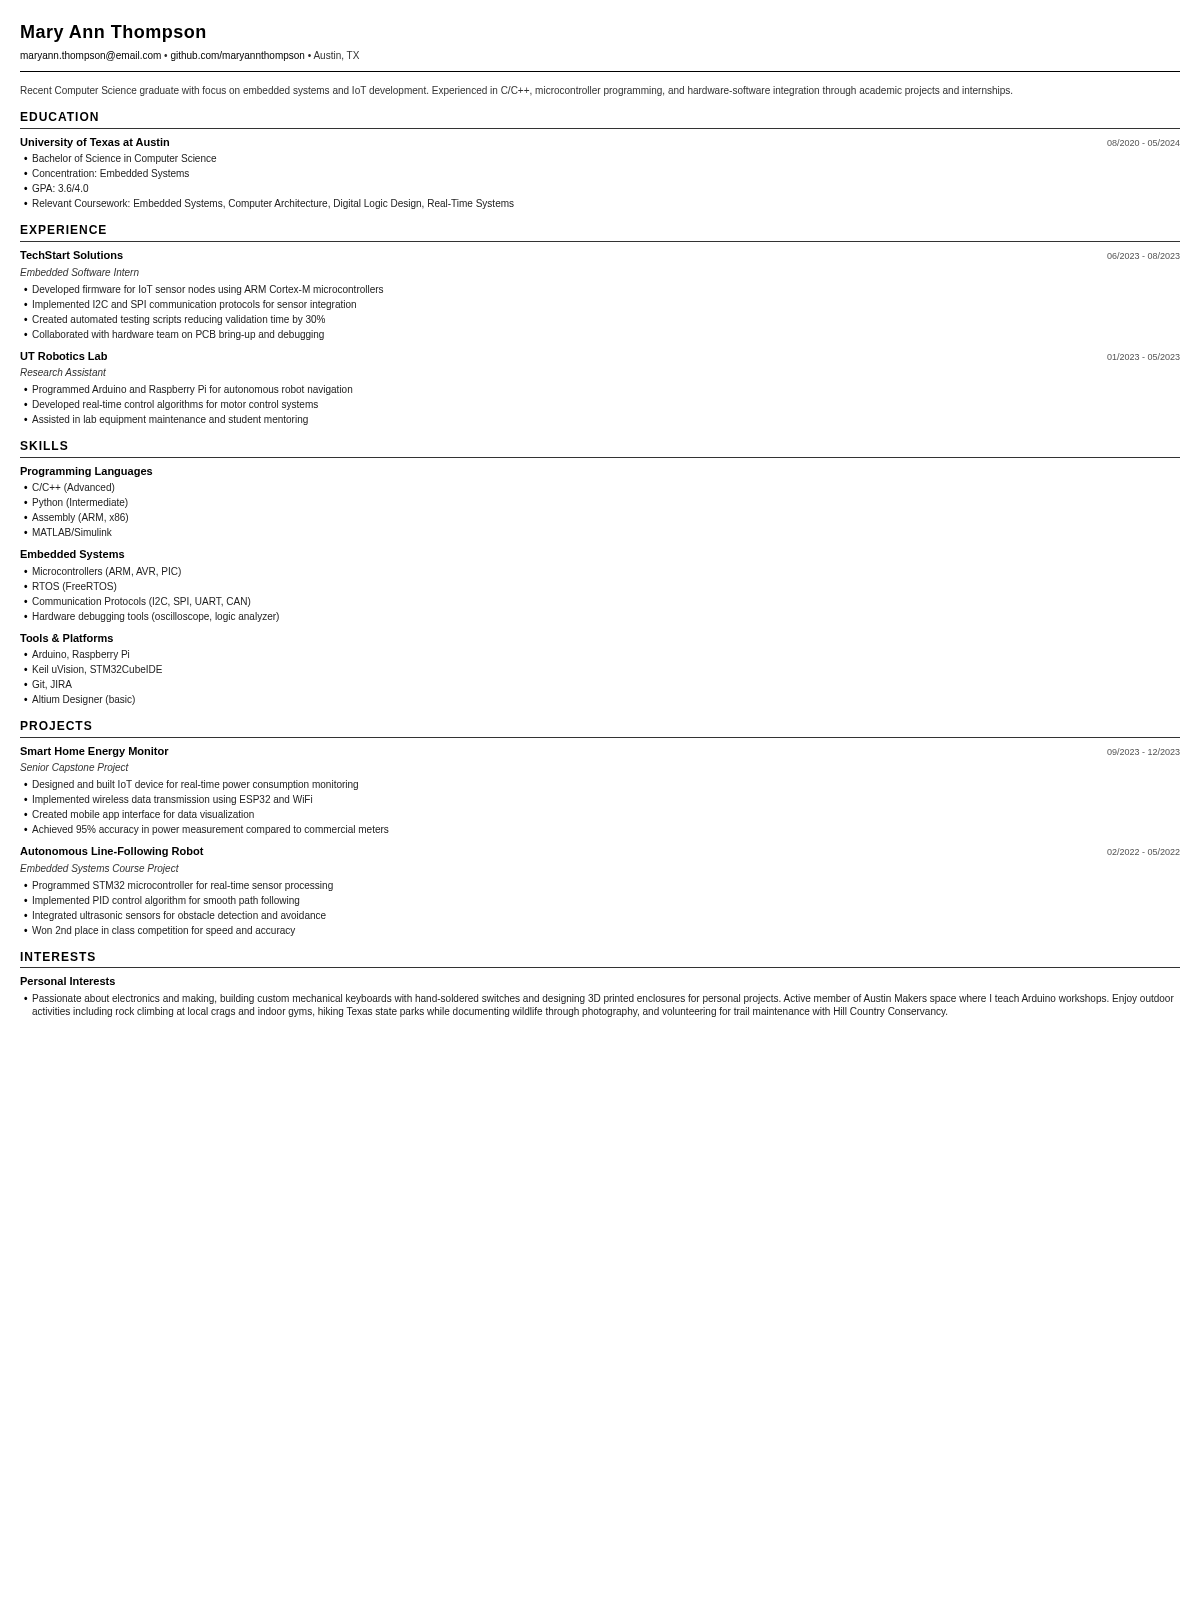 Mary Ann Thompson
maryann.thompson@email.com • github.com/maryannthompson • Austin, TX
Recent Computer Science graduate with focus on embedded systems and IoT development. Experienced in C/C++, microcontroller programming, and hardware-software integration through academic projects and internships.
EDUCATION
University of Texas at Austin 08/2020 - 05/2024
• Bachelor of Science in Computer Science
• Concentration: Embedded Systems
• GPA: 3.6/4.0
• Relevant Coursework: Embedded Systems, Computer Architecture, Digital Logic Design, Real-Time Systems
EXPERIENCE
TechStart Solutions 06/2023 - 08/2023
Embedded Software Intern
• Developed firmware for IoT sensor nodes using ARM Cortex-M microcontrollers
• Implemented I2C and SPI communication protocols for sensor integration
• Created automated testing scripts reducing validation time by 30%
• Collaborated with hardware team on PCB bring-up and debugging
UT Robotics Lab 01/2023 - 05/2023
Research Assistant
• Programmed Arduino and Raspberry Pi for autonomous robot navigation
• Developed real-time control algorithms for motor control systems
• Assisted in lab equipment maintenance and student mentoring
SKILLS
Programming Languages
• C/C++ (Advanced)
• Python (Intermediate)
• Assembly (ARM, x86)
• MATLAB/Simulink
Embedded Systems
• Microcontrollers (ARM, AVR, PIC)
• RTOS (FreeRTOS)
• Communication Protocols (I2C, SPI, UART, CAN)
• Hardware debugging tools (oscilloscope, logic analyzer)
Tools & Platforms
• Arduino, Raspberry Pi
• Keil uVision, STM32CubeIDE
• Git, JIRA
• Altium Designer (basic)
PROJECTS
Smart Home Energy Monitor 09/2023 - 12/2023
Senior Capstone Project
• Designed and built IoT device for real-time power consumption monitoring
• Implemented wireless data transmission using ESP32 and WiFi
• Created mobile app interface for data visualization
• Achieved 95% accuracy in power measurement compared to commercial meters
Autonomous Line-Following Robot 02/2022 - 05/2022
Embedded Systems Course Project
• Programmed STM32 microcontroller for real-time sensor processing
• Implemented PID control algorithm for smooth path following
• Integrated ultrasonic sensors for obstacle detection and avoidance
• Won 2nd place in class competition for speed and accuracy
INTERESTS
Personal Interests
• Passionate about electronics and making, building custom mechanical keyboards with hand-soldered switches and designing 3D printed enclosures for personal projects. Active member of Austin Makers space where I teach Arduino workshops. Enjoy outdoor
activities including rock climbing at local crags and indoor gyms, hiking Texas state parks while documenting wildlife through photography, and volunteering for trail maintenance with Hill Country Conservancy.